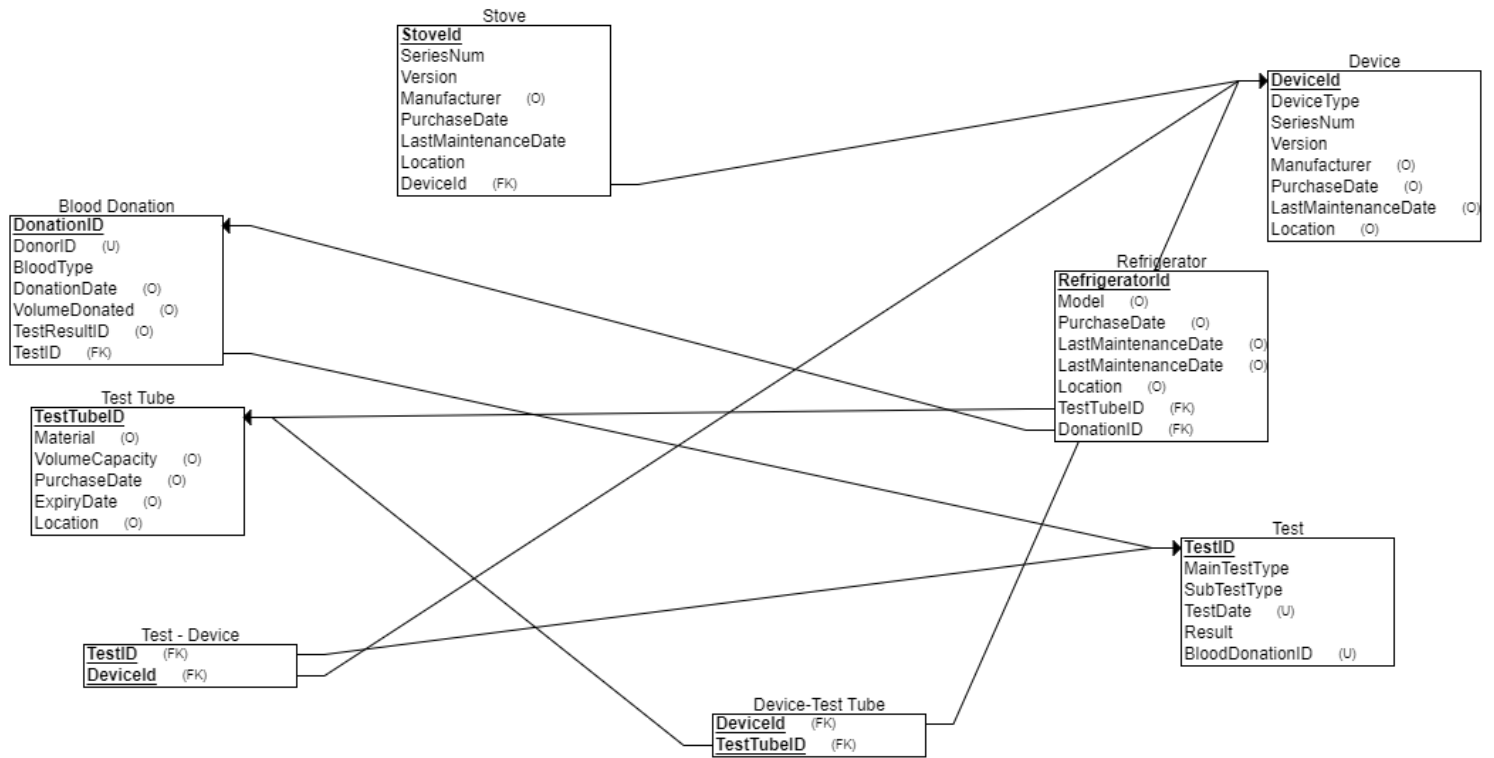 Stove
StoveId
SeriesNum
Version
Manufacturer (O)
PurchaseDate
LastMaintenanceDate
Location
DeviceId (FK)
Device
DeviceId
DeviceType
SeriesNum
Version
Manufacturer (O)
PurchaseDate (O)
LastMaintenanceDate (O)
Location (O)
Blood Donation
DonationID
DonorID (U)
BloodType
DonationDate (O)
VolumeDonated (O)
TestResultID (O)
TestID (FK)
Refrigerator
RefrigeratorId
Model (O)
PurchaseDate (O)
LastMaintenanceDate (O)
LastMaintenanceDate (O)
Location (O)
TestTubeID (FK)
DonationID (FK)
Test Tube
TestTubeID
Material (O)
VolumeCapacity (O)
PurchaseDate (O)
ExpiryDate (O)
Location (O)
Test
TestID
MainTestType
SubTestType
TestDate (U)
Result
BloodDonationID (U)
Test - Device
TestID (FK)
DeviceId (FK)
Device-Test Tube
DeviceId (FK)
TestTubeID (FK)